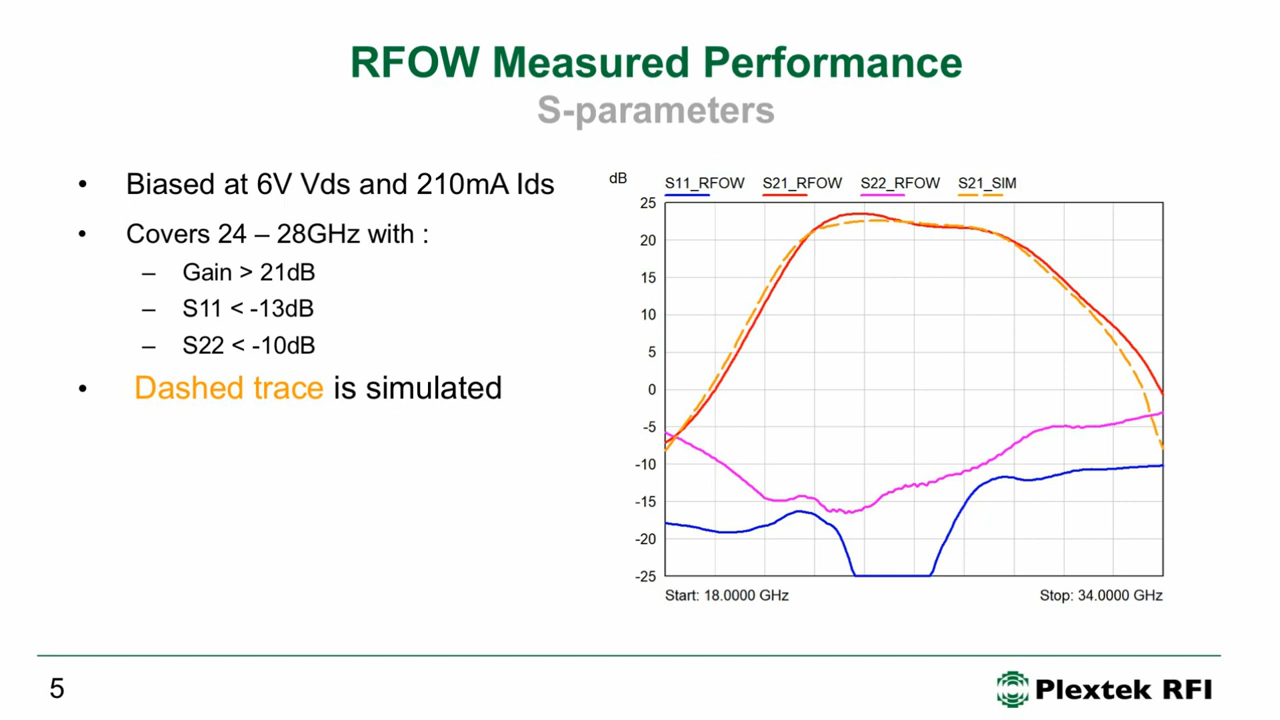 RFOW Measured Performance
S-parameters
• Biased at 6V Vds and 210mA Ids
• Covers 24 – 28GHz with :
– Gain > 21dB
– S11 < -13dB
– S22 < -10dB
• Dashed trace is simulated
dB
S11_RFOW S21_RFOW S22_RFOW S21_SIM
25
20
15
10
5
0
-5
-10
-15
-20
-25
Start: 18.0000 GHz Stop: 34.0000 GHz
5
Plextek RFI